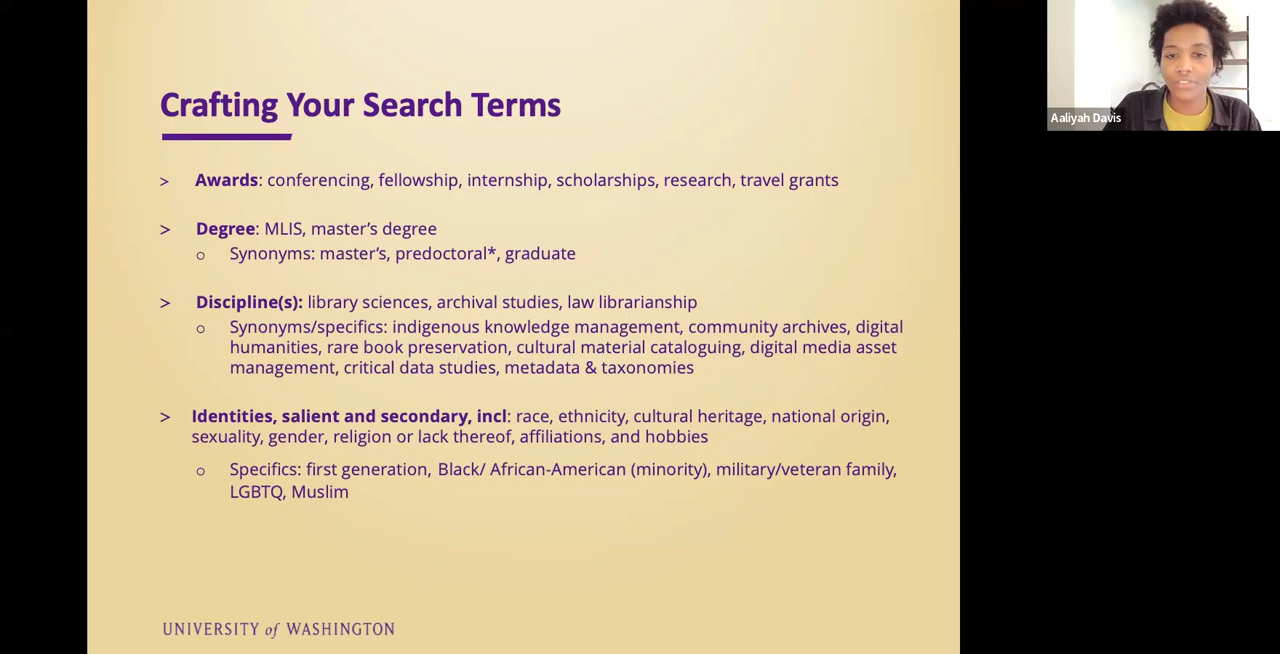 Crafting Your Search Terms
> Awards: conferencing, fellowship, internship, scholarships, research, travel grants
> Degree: MLIS, master’s degree
o Synonyms: master’s, predoctoral*, graduate
> Discipline(s): library sciences, archival studies, law librarianship
o Synonyms/specifics: indigenous knowledge management, community archives, digital
humanities, rare book preservation, cultural material cataloguing, digital media asset
management, critical data studies, metadata & taxonomies
> Identities, salient and secondary, incl: race, ethnicity, cultural heritage, national origin,
sexuality, gender, religion or lack thereof, affiliations, and hobbies
o Specifics: first generation, Black/ African-American (minority), military/veteran family,
LGBTQ, Muslim
UNIVERSITY of WASHINGTON
Aaliyah Davis